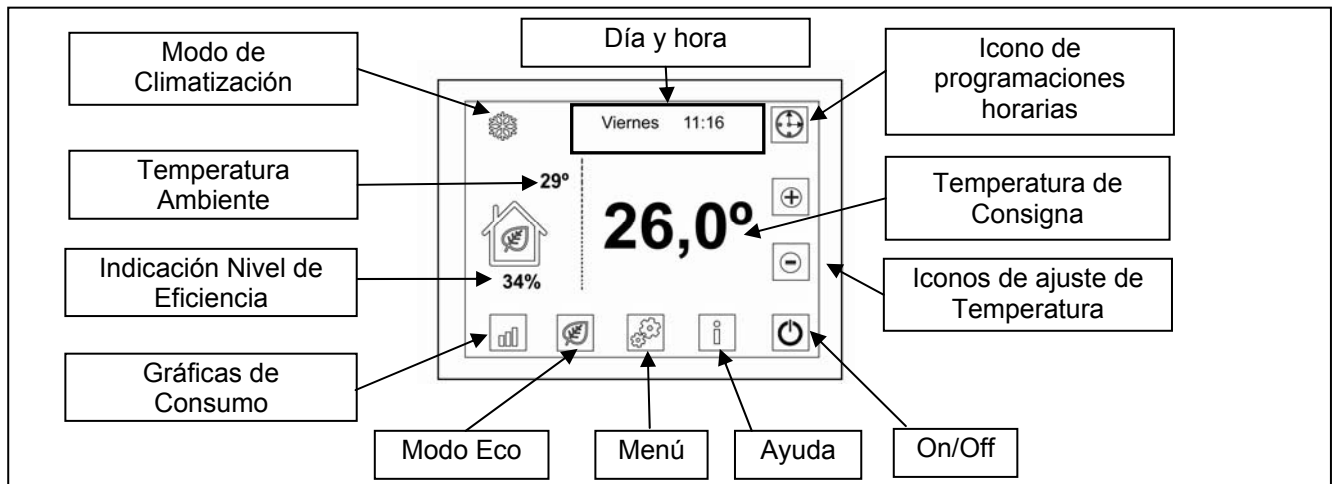 Modo de
Climatización
Día y hora
Icono de
programaciones
horarias
Viernes 11:16
Temperatura
Ambiente
29º
26,0º
Temperatura de
Consigna
Indicación Nivel de
Eficiencia
34%
Iconos de ajuste de
Temperatura
Gráficas de
Consumo
Modo Eco
Menú
Ayuda
On/Off